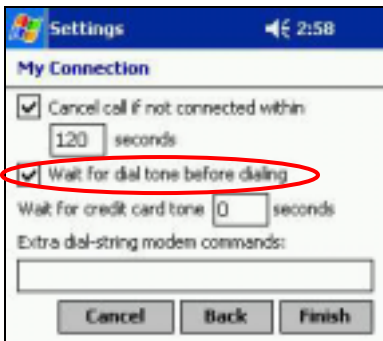 Settings 2:58
My Connection
Cancel call if not connected within
120 seconds
Wait for dial tone before dialing
Wait for credit card tone 0 seconds
Extra dial-string modem commands:
Cancel Back Finish